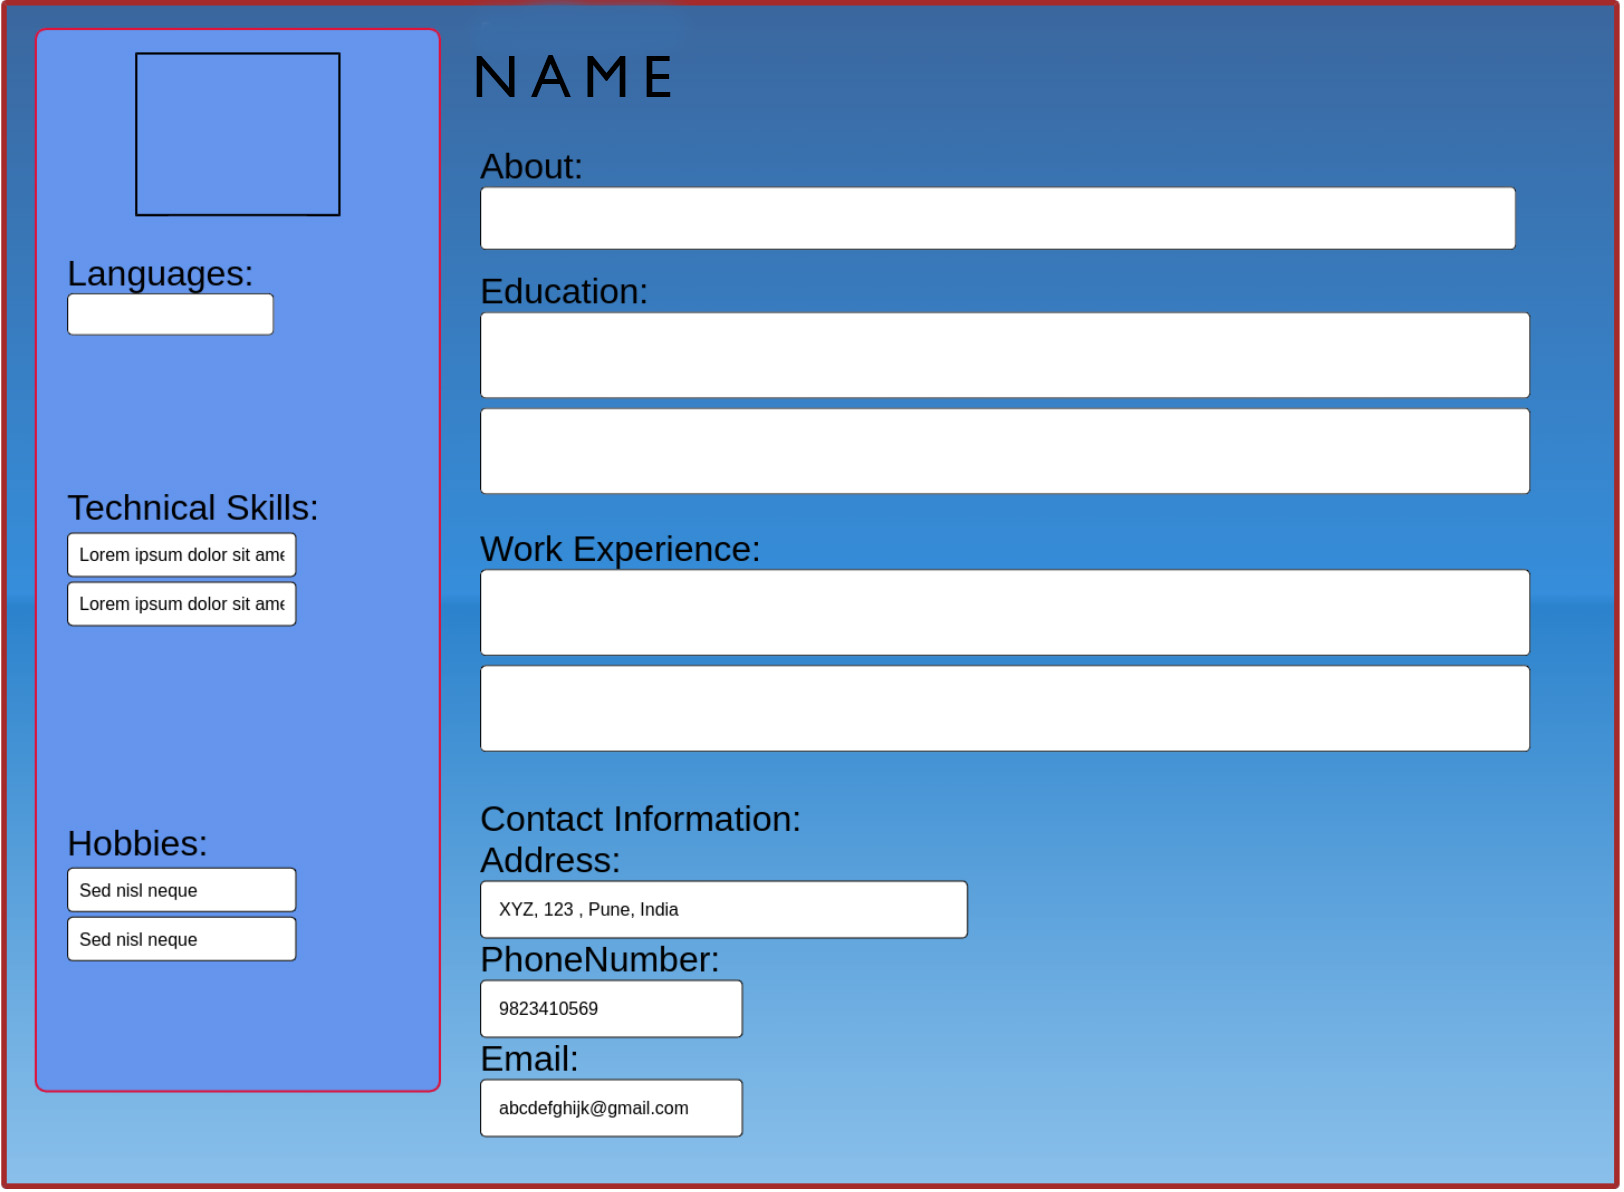 NAME
Languages:
Technical Skills:
Lorem ipsum dolor sit ame
Lorem ipsum dolor sit ame
Hobbies:
Sed nisl neque
Sed nisl neque
About:
Education:
Work Experience:
Contact Information:
Address:
XYZ, 123 , Pune, India
PhoneNumber:
9823410569
Email:
abcdefghijk@gmail.com